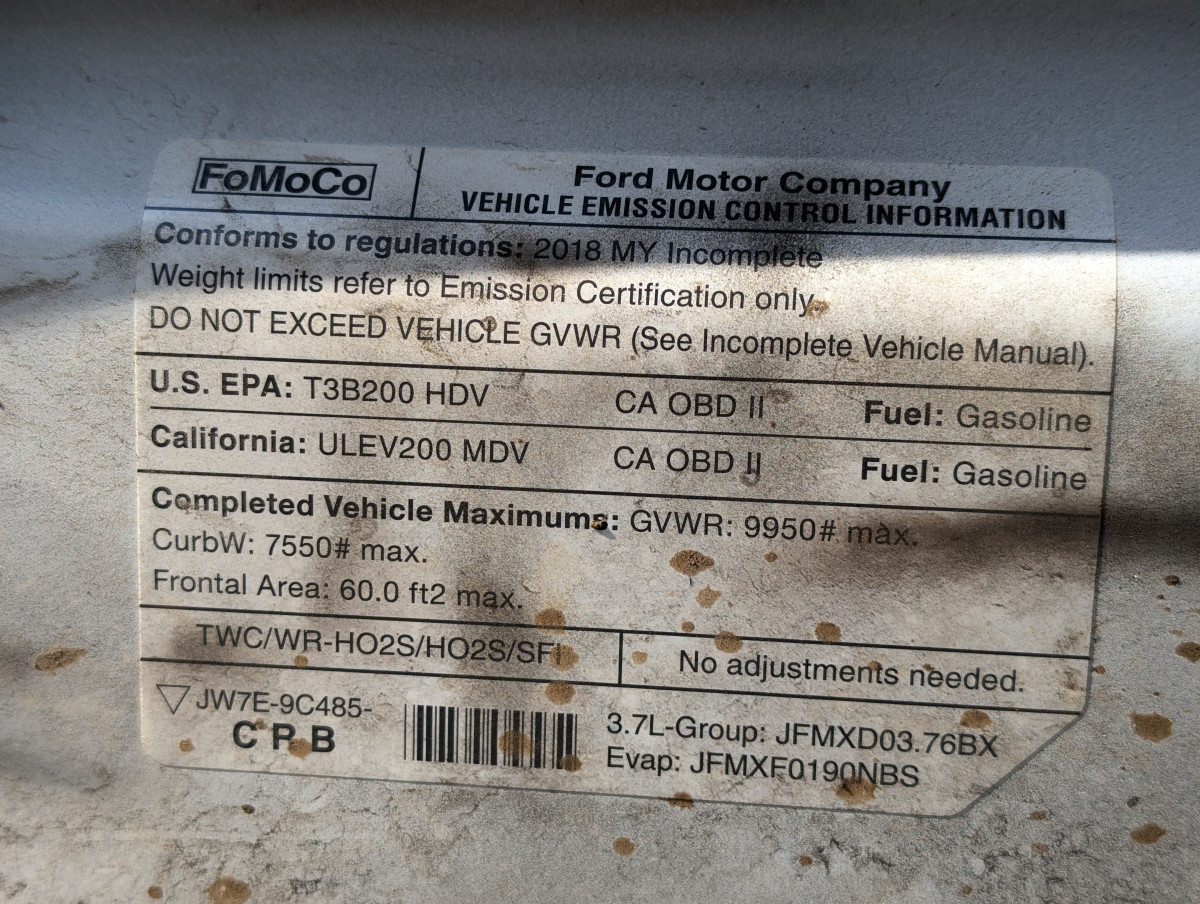 FoMoCo
Ford Motor Company
VEHICLE EMISSION CONTROL INFORMATION
Conforms to regulations: 2018 MY Incomplete
Weight limits refer to Emission Certification only.
DO NOT EXCEED VEHICLE GVWR (See Incomplete Vehicle Manual).
U.S. EPA: T3B200 HDV CA OBD II Fuel: Gasoline
California: ULEV200 MDV CA OBD II Fuel: Gasoline
Completed Vehicle Maximums: GVWR: 9950# max.
CurbW: 7550# max.
Frontal Area: 60.0 ft2 max.
TWC/WR-HO2S/HO2S/SFI
No adjustments needed.
JW7E-9C485-
C P B
3.7L-Group: JFMXD03.76BX
Evap: JFMXF0190NBS